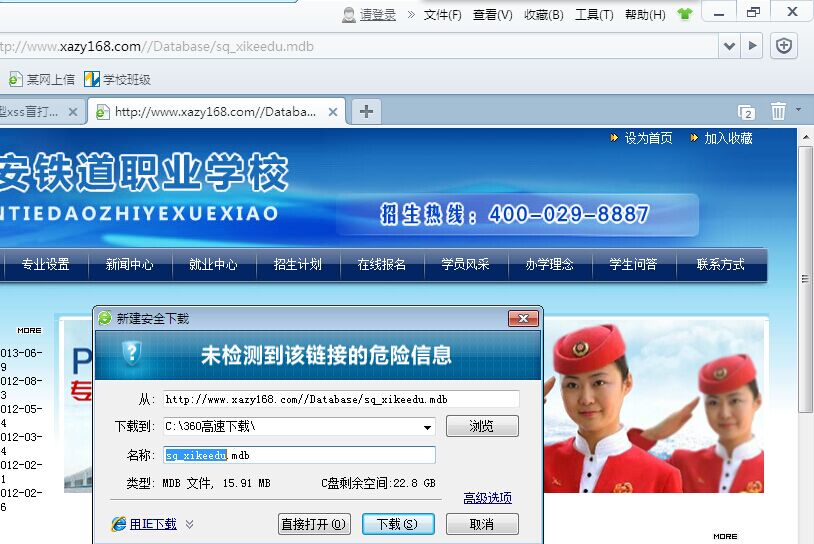 请登录 » 文件(F) 查看(V) 收藏(B) 工具(T) 帮助(H)
tp://www.xazy168.com//Database/sq_xikeedu.mdb
某网上信 学校班级
型xss盲打... http://www.xazy168.com//Databa... 2
设为首页 加入收藏
安铁道职业学校
NTIEDAOZHIYEXUEXIAO
招生热线：400-029-8887
专业设置 新闻中心 就业中心 招生计划 在线报名 学员风采 办学理念 学生问答 联系方式
MORE
013-06-
9
012-08-
3
012-05-
4
012-03-
4
012-02-
1
012-02-
6
P
专
新建安全下载
未检测到该链接的危险信息
从: http://www.xazy168.com//Database/sq_xikeedu.mdb
下载到: C:\360高速下载\ 浏览
名称: sq_xikeedu.mdb
类型: MDB 文件, 15.91 MB C盘剩余空间:22.8 GB
高级选项
用IE下载 直接打开(O) 下载(S) 取消
MORE